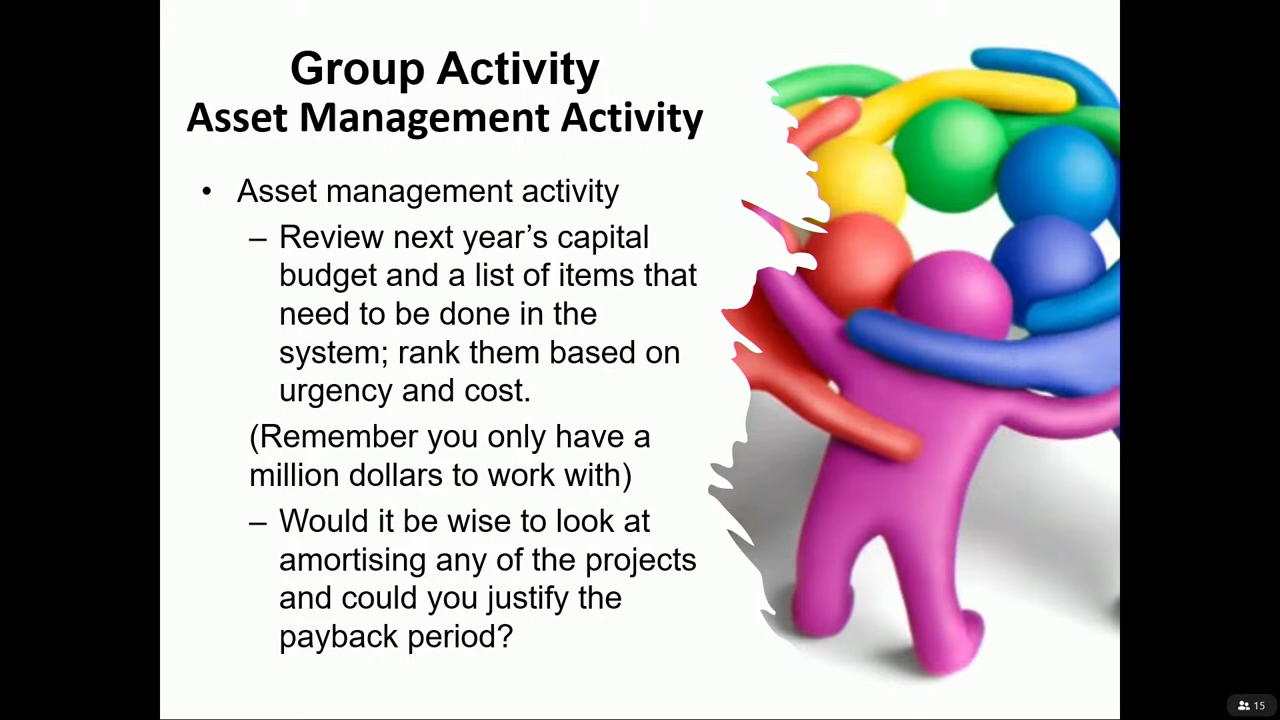 Group Activity
Asset Management Activity
• Asset management activity
– Review next year’s capital
budget and a list of items that
need to be done in the
system; rank them based on
urgency and cost.
(Remember you only have a
million dollars to work with)
– Would it be wise to look at
amortising any of the projects
and could you justify the
payback period?
15